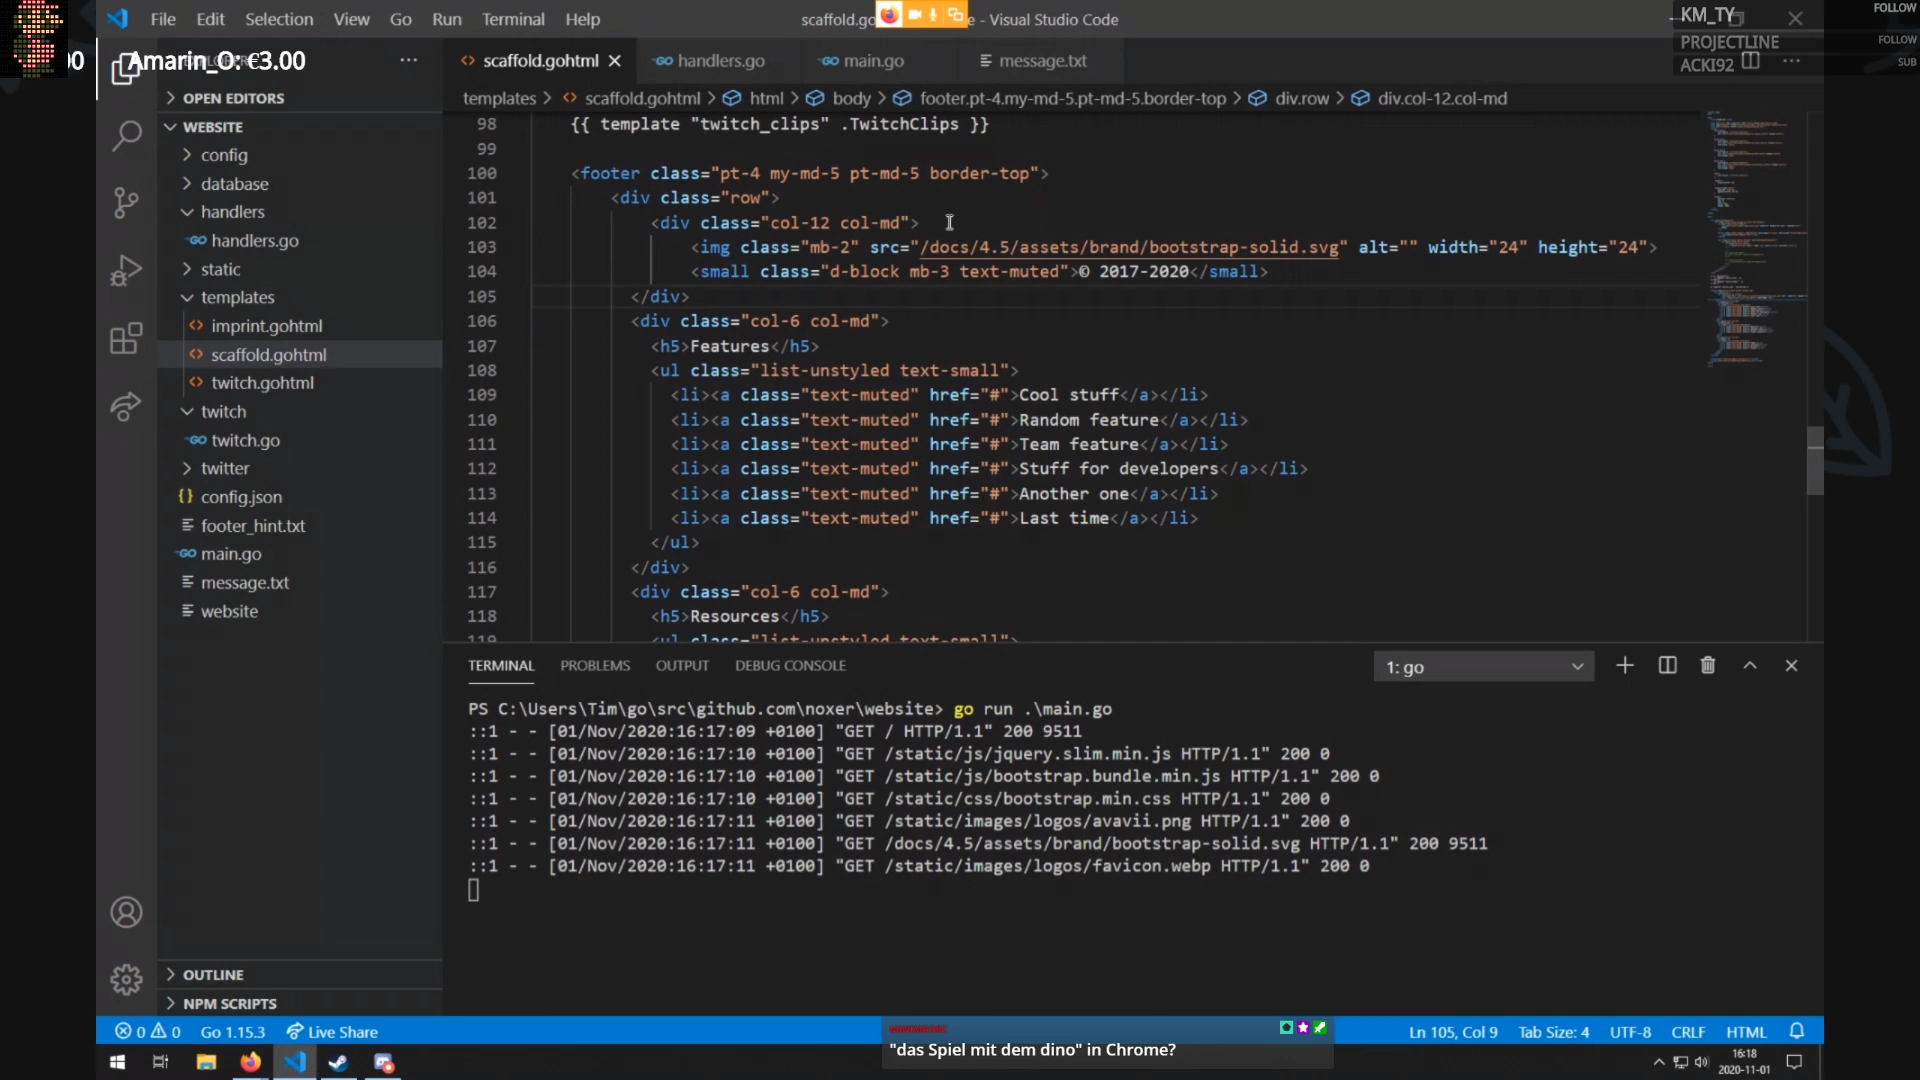 File Edit Selection View Go Run Terminal Help
scaffold.go
e - Visual Studio Code
KM_TY
FOLLOW
PROJECTLINE
FOLLOW
ACKI92
SUB
00
Amarin_O: €3.00
scaffold.gohtml
handlers.go
main.go
message.txt
templates > scaffold.gohtml > html > body > footer.pt-4.my-md-5.pt-md-5.border-top > div.row > div.col-12.col-md
OPEN EDITORS
WEBSITE
config
database
handlers
handlers.go
static
templates
imprint.gohtml
scaffold.gohtml
twitch.gohtml
twitch
twitch.go
twitter
config.json
footer_hint.txt
main.go
message.txt
website
OUTLINE
NPM SCRIPTS
98 {{ template "twitch_clips" .TwitchClips }}
99
100 <footer class="pt-4 my-md-5 pt-md-5 border-top">
101 <div class="row">
102 <div class="col-12 col-md">
103 <img class="mb-2" src="/docs/4.5/assets/brand/bootstrap-solid.svg" alt="" width="24" height="24">
104 <small class="d-block mb-3 text-muted">© 2017-2020</small>
105 </div>
106 <div class="col-6 col-md">
107 <h5>Features</h5>
108 <ul class="list-unstyled text-small">
109 <li><a class="text-muted" href="#">Cool stuff</a></li>
110 <li><a class="text-muted" href="#">Random feature</a></li>
111 <li><a class="text-muted" href="#">Team feature</a></li>
112 <li><a class="text-muted" href="#">Stuff for developers</a></li>
113 <li><a class="text-muted" href="#">Another one</a></li>
114 <li><a class="text-muted" href="#">Last time</a></li>
115 </ul>
116 </div>
117 <div class="col-6 col-md">
118 <h5>Resources</h5>
119 <ul class="list-unstyled text-small">
TERMINAL PROBLEMS OUTPUT DEBUG CONSOLE
1: go
PS C:\Users\Tim\go\src\github.com\noxer\website> go run .\main.go
::1 - - [01/Nov/2020:16:17:09 +0100] "GET / HTTP/1.1" 200 9511
::1 - - [01/Nov/2020:16:17:10 +0100] "GET /static/js/jquery.slim.min.js HTTP/1.1" 200 0
::1 - - [01/Nov/2020:16:17:10 +0100] "GET /static/js/bootstrap.bundle.min.js HTTP/1.1" 200 0
::1 - - [01/Nov/2020:16:17:10 +0100] "GET /static/css/bootstrap.min.css HTTP/1.1" 200 0
::1 - - [01/Nov/2020:16:17:11 +0100] "GET /static/images/logos/avavii.png HTTP/1.1" 200 0
::1 - - [01/Nov/2020:16:17:11 +0100] "GET /docs/4.5/assets/brand/bootstrap-solid.svg HTTP/1.1" 200 9511
::1 - - [01/Nov/2020:16:17:11 +0100] "GET /static/images/logos/favicon.webp HTTP/1.1" 200 0
0 0 Go 1.15.3 Live Share
Ln 105, Col 9 Tab Size: 4 UTF-8 CRLF HTML
"das Spiel mit dem dino" in Chrome?
16:18
2020-11-01